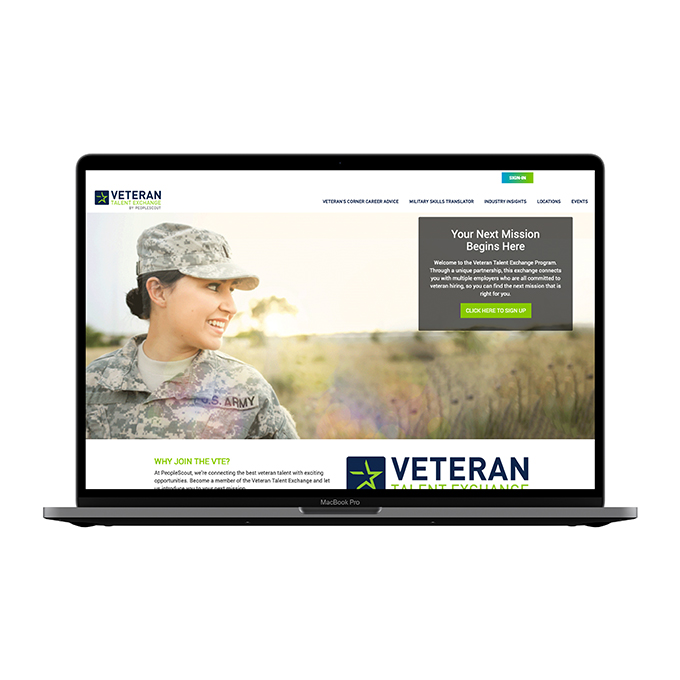 SIGN-IN
VETERAN
TALENT EXCHANGE
BY PEOPLESCOUT
VETERAN'S CORNER CAREER ADVICE MILITARY SKILLS TRANSLATOR INDUSTRY INSIGHTS LOCATIONS EVENTS
Your Next Mission
Begins Here
Welcome to the Veteran Talent Exchange Program.
Through a unique partnership, this exchange connects
you with multiple employers who are all committed to
veteran hiring, so you can find the next mission that is
right for you.
CLICK HERE TO SIGN UP
U.S. ARMY
WHY JOIN THE VTE?
At PeopleScout, we're connecting the best veteran talent with exciting
opportunities. Become a member of the Veteran Talent Exchange and let
us introduce you to your next mission.
VETERAN
TALENT EXCHANGE
MacBook Pro